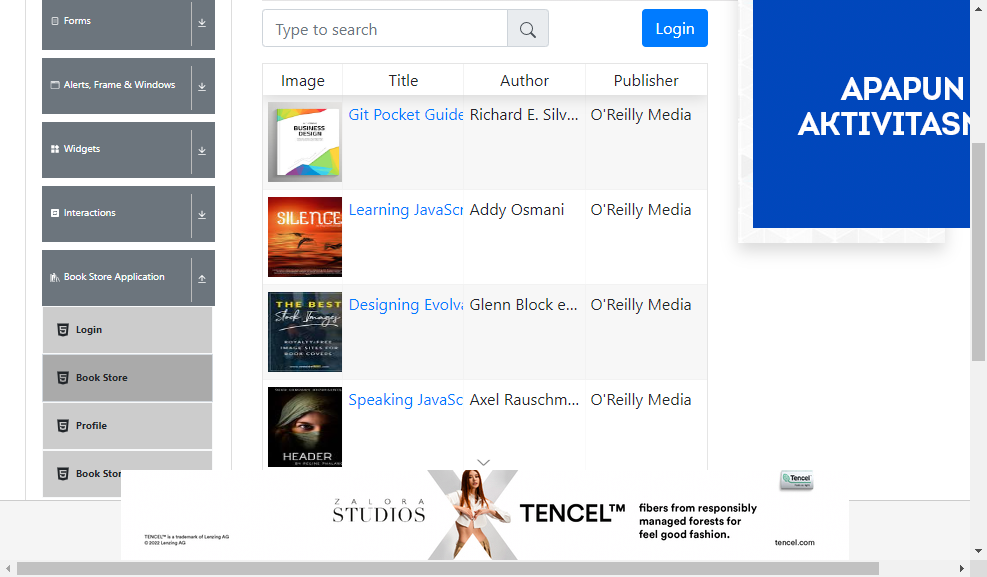 Forms
Alerts, Frame & Windows
Widgets
Interactions
Book Store Application
Login
Book Store
Profile
Book Stor
Type to search
Login
Image Title Author Publisher
BUSINESS
DESIGN
Git Pocket Guide Richard E. Silv... O'Reilly Media
SILENCE
Learning JavaScr Addy Osmani O'Reilly Media
THE BEST
Stock Images
ROYALTY-FREE
IMAGE SITES FOR
BOOK COVERS
Designing Evolva Glenn Block e... O'Reilly Media
HEADER
Speaking JavaSc Axel Rauschm... O'Reilly Media
APAPUN
AKTIVITASN
ZALORA
STUDIOS
TENCEL™
fibers from responsibly
managed forests for
feel good fashion.
Tencel
tencel.com
TENCEL™ is a trademark of Lenzing AG
© 2022 Lenzing AG